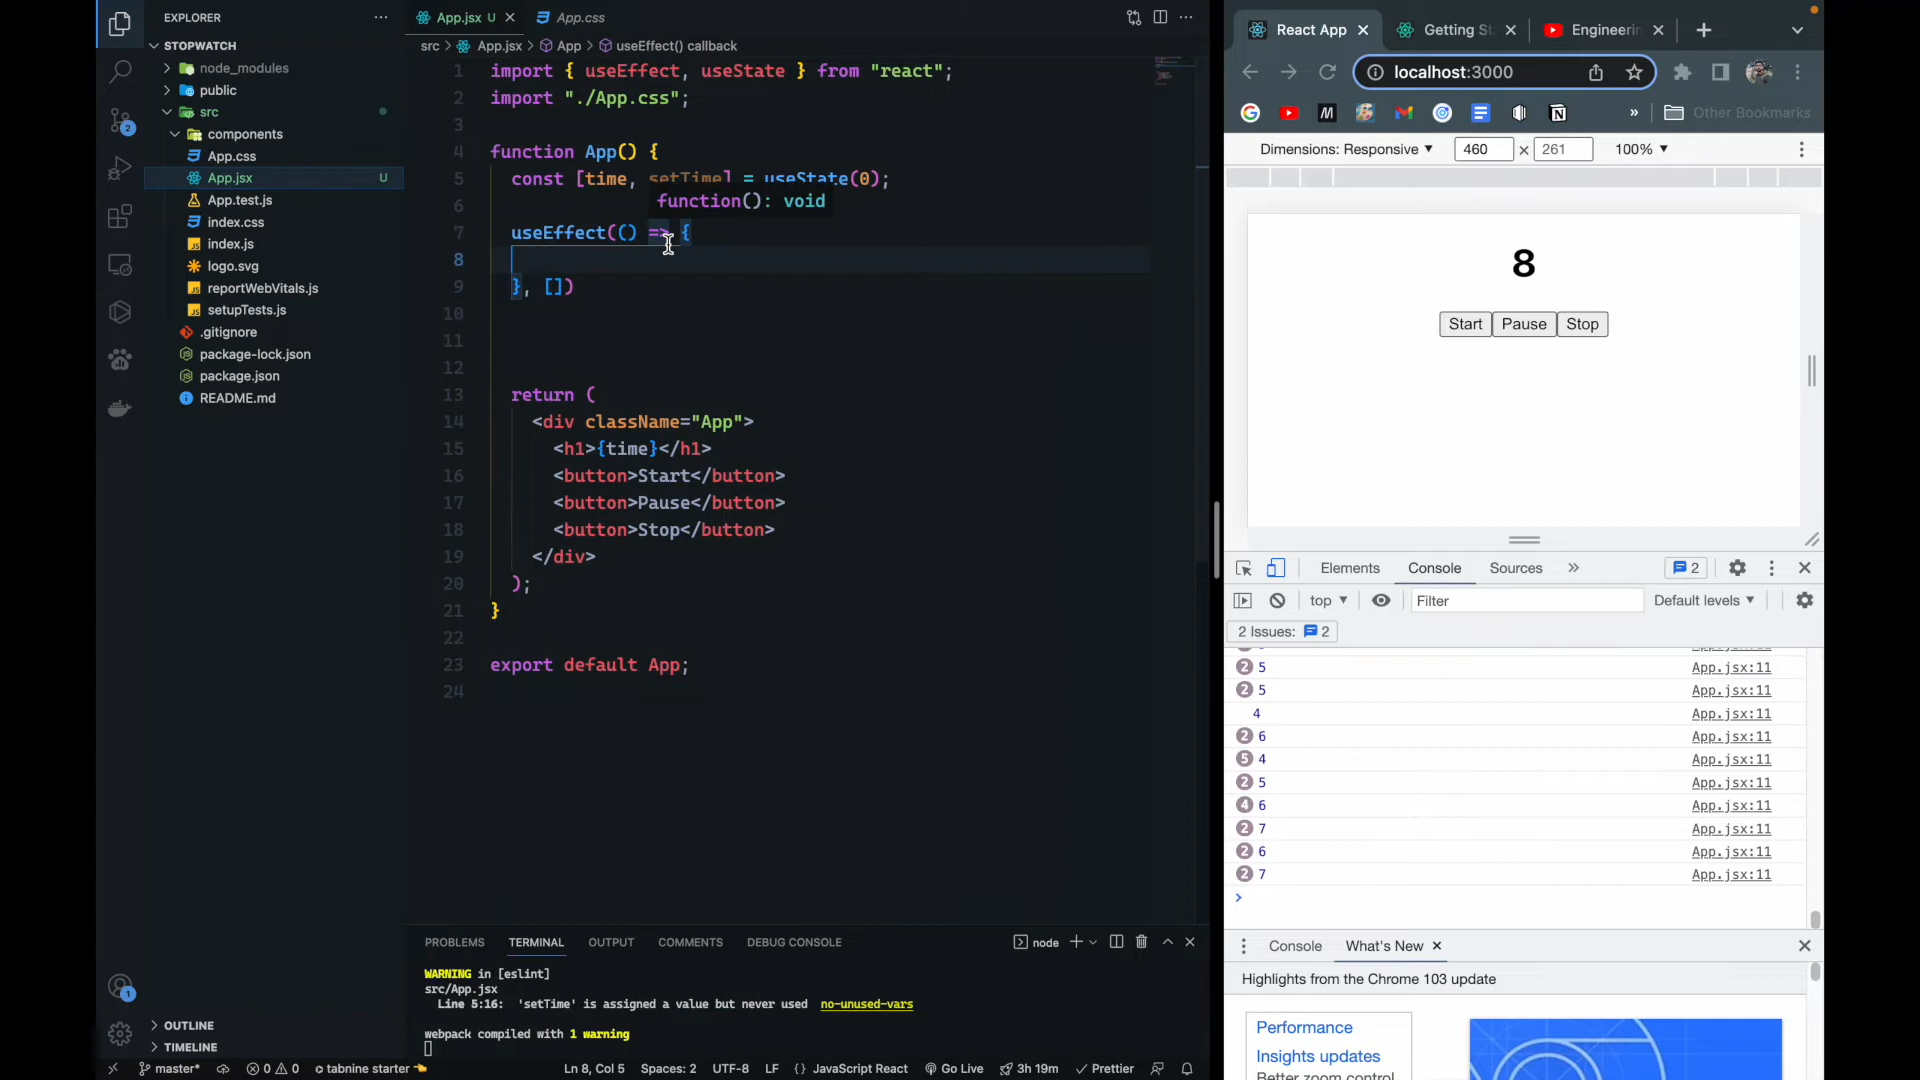 EXPLORER
STOPWATCH
node_modules
public
src
components
App.css
App.jsx U
App.test.js
index.css
index.js
logo.svg
reportWebVitals.js
setupTests.js
.gitignore
package-lock.json
package.json
README.md
OUTLINE
TIMELINE
App.jsx U
App.css
src > App.jsx > App > useEffect() callback
1 import { useEffect, useState } from "react";
2 import "./App.css";
3
4 function App() {
5 const [time, setTime] = useState(0);
function(): void
6
7 useEffect(() => {
8
9 }, [])
10
11
12
13 return (
14 <div className="App">
15 <h1>{time}</h1>
16 <button>Start</button>
17 <button>Pause</button>
18 <button>Stop</button>
19 </div>
20 );
21 }
22
23 export default App;
24
PROBLEMS TERMINAL OUTPUT COMMENTS DEBUG CONSOLE
node
WARNING in [eslint]
src/App.jsx
Line 5:16: 'setTime' is assigned a value but never used no-unused-vars
webpack compiled with 1 warning
master* 0 0 tabnine starter Ln 8, Col 5 Spaces: 2 UTF-8 LF {} JavaScript React Go Live 3h 19m Prettier
2
1
React App
Getting St
Engineerin
localhost:3000
Other Bookmarks
Dimensions: Responsive 460 × 261 100%
8
Start Pause Stop
Elements Console Sources 2
top Filter Default levels
2 Issues: 2
2 5 App.jsx:11
2 5 App.jsx:11
4 App.jsx:11
2 6 App.jsx:11
5 4 App.jsx:11
2 5 App.jsx:11
4 6 App.jsx:11
2 7 App.jsx:11
2 6 App.jsx:11
2 7 App.jsx:11
Console What's New
Highlights from the Chrome 103 update
Performance
Insights updates
Better zoom control